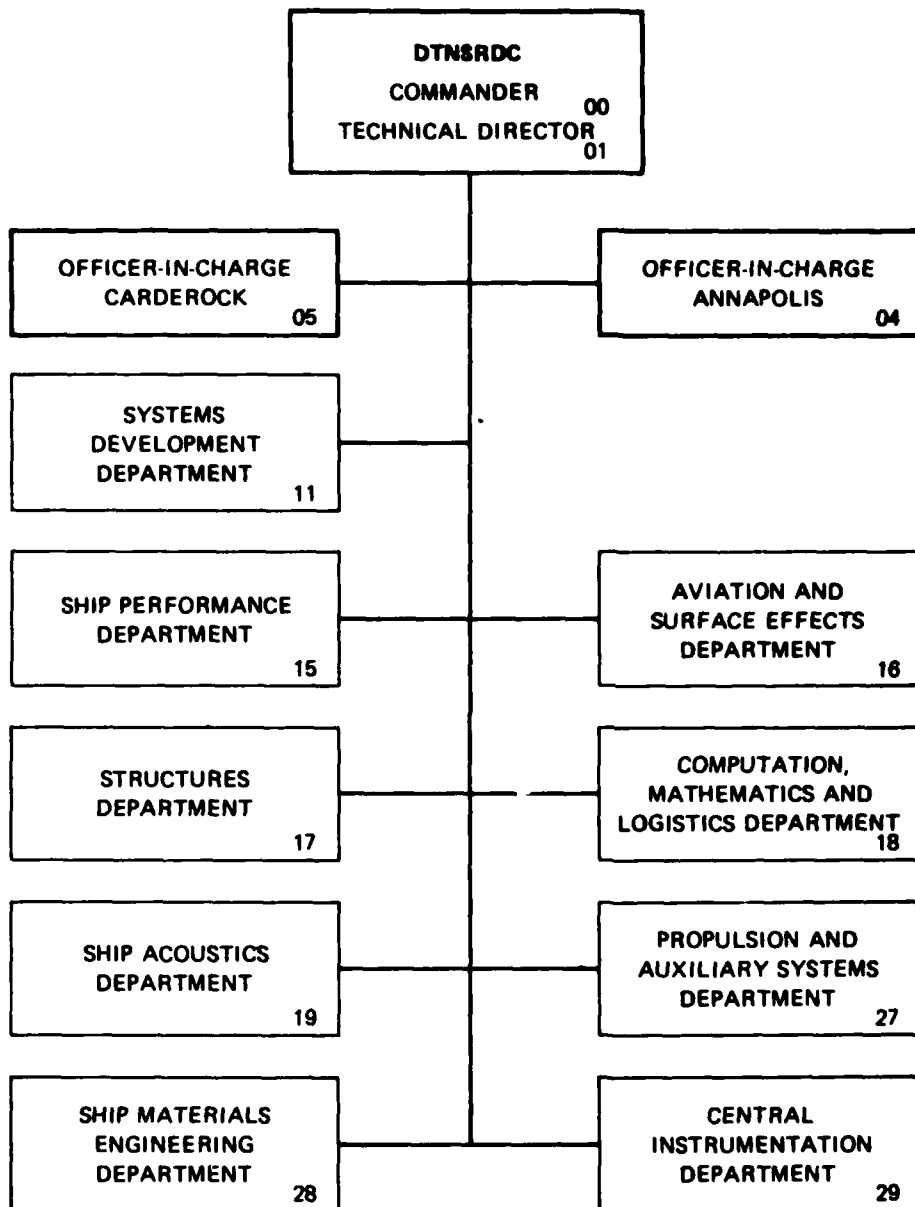 DTNSRDC
COMMANDER
00
TECHNICAL DIRECTOR
01
OFFICER-IN-CHARGE
CARDEROCK
05
OFFICER-IN-CHARGE
ANNAPOLIS
04
SYSTEMS
DEVELOPMENT
DEPARTMENT
11
SHIP PERFORMANCE
DEPARTMENT
15
AVIATION AND
SURFACE EFFECTS
DEPARTMENT
16
STRUCTURES
DEPARTMENT
17
COMPUTATION,
MATHEMATICS AND
LOGISTICS DEPARTMENT
18
SHIP ACOUSTICS
DEPARTMENT
19
PROPULSION AND
AUXILIARY SYSTEMS
DEPARTMENT
27
SHIP MATERIALS
ENGINEERING
DEPARTMENT
28
CENTRAL
INSTRUMENTATION
DEPARTMENT
29